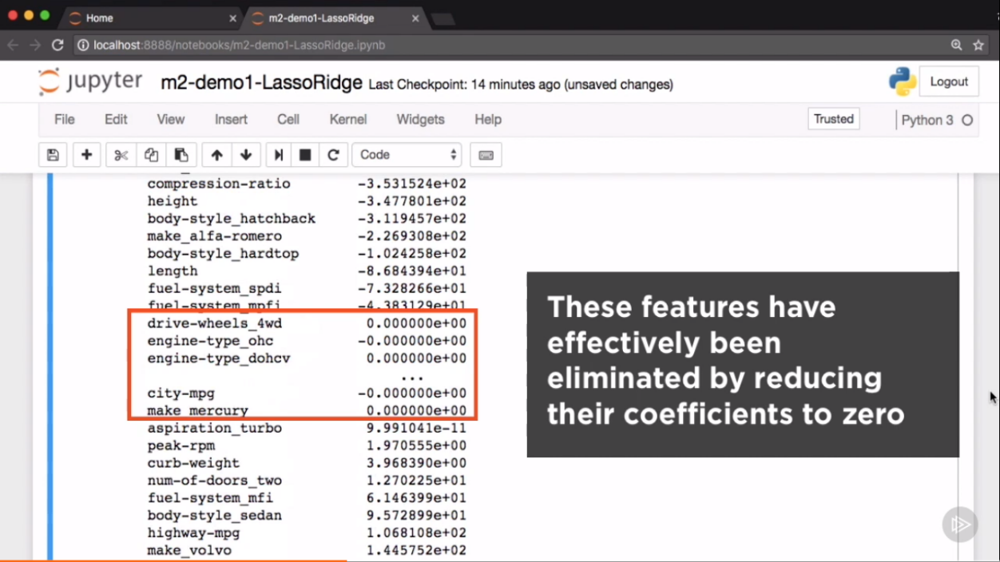 Home
m2-demo1-LassoRidge
localhost:8888/notebooks/m2-demo1-LassoRidge.ipynb
jupyter m2-demo1-LassoRidge Last Checkpoint: 14 minutes ago (unsaved changes)
Logout
File Edit View Insert Cell Kernel Widgets Help Trusted Python 3
Code
compression-ratio -3.531524e+02
height -3.477801e+02
body-style_hatchback -3.119457e+02
make_alfa-romero -2.269308e+02
body-style_hardtop -1.024258e+02
length -8.684394e+01
fuel-system_spdi -7.328266e+01
fuel-system_mpfi -4.383129e+01
drive-wheels_4wd 0.000000e+00
engine-type_ohc -0.000000e+00
engine-type_dohcv 0.000000e+00
...
city-mpg -0.000000e+00
make_mercury 0.000000e+00
aspiration_turbo 9.991041e-11
peak-rpm 1.970555e+00
curb-weight 3.968390e+00
num-of-doors_two 1.270225e+01
fuel-system_mfi 6.146399e+01
body-style_sedan 9.572899e+01
highway-mpg 1.068108e+02
make_volvo 1.445752e+02
These features have
effectively been
eliminated by reducing
their coefficients to zero